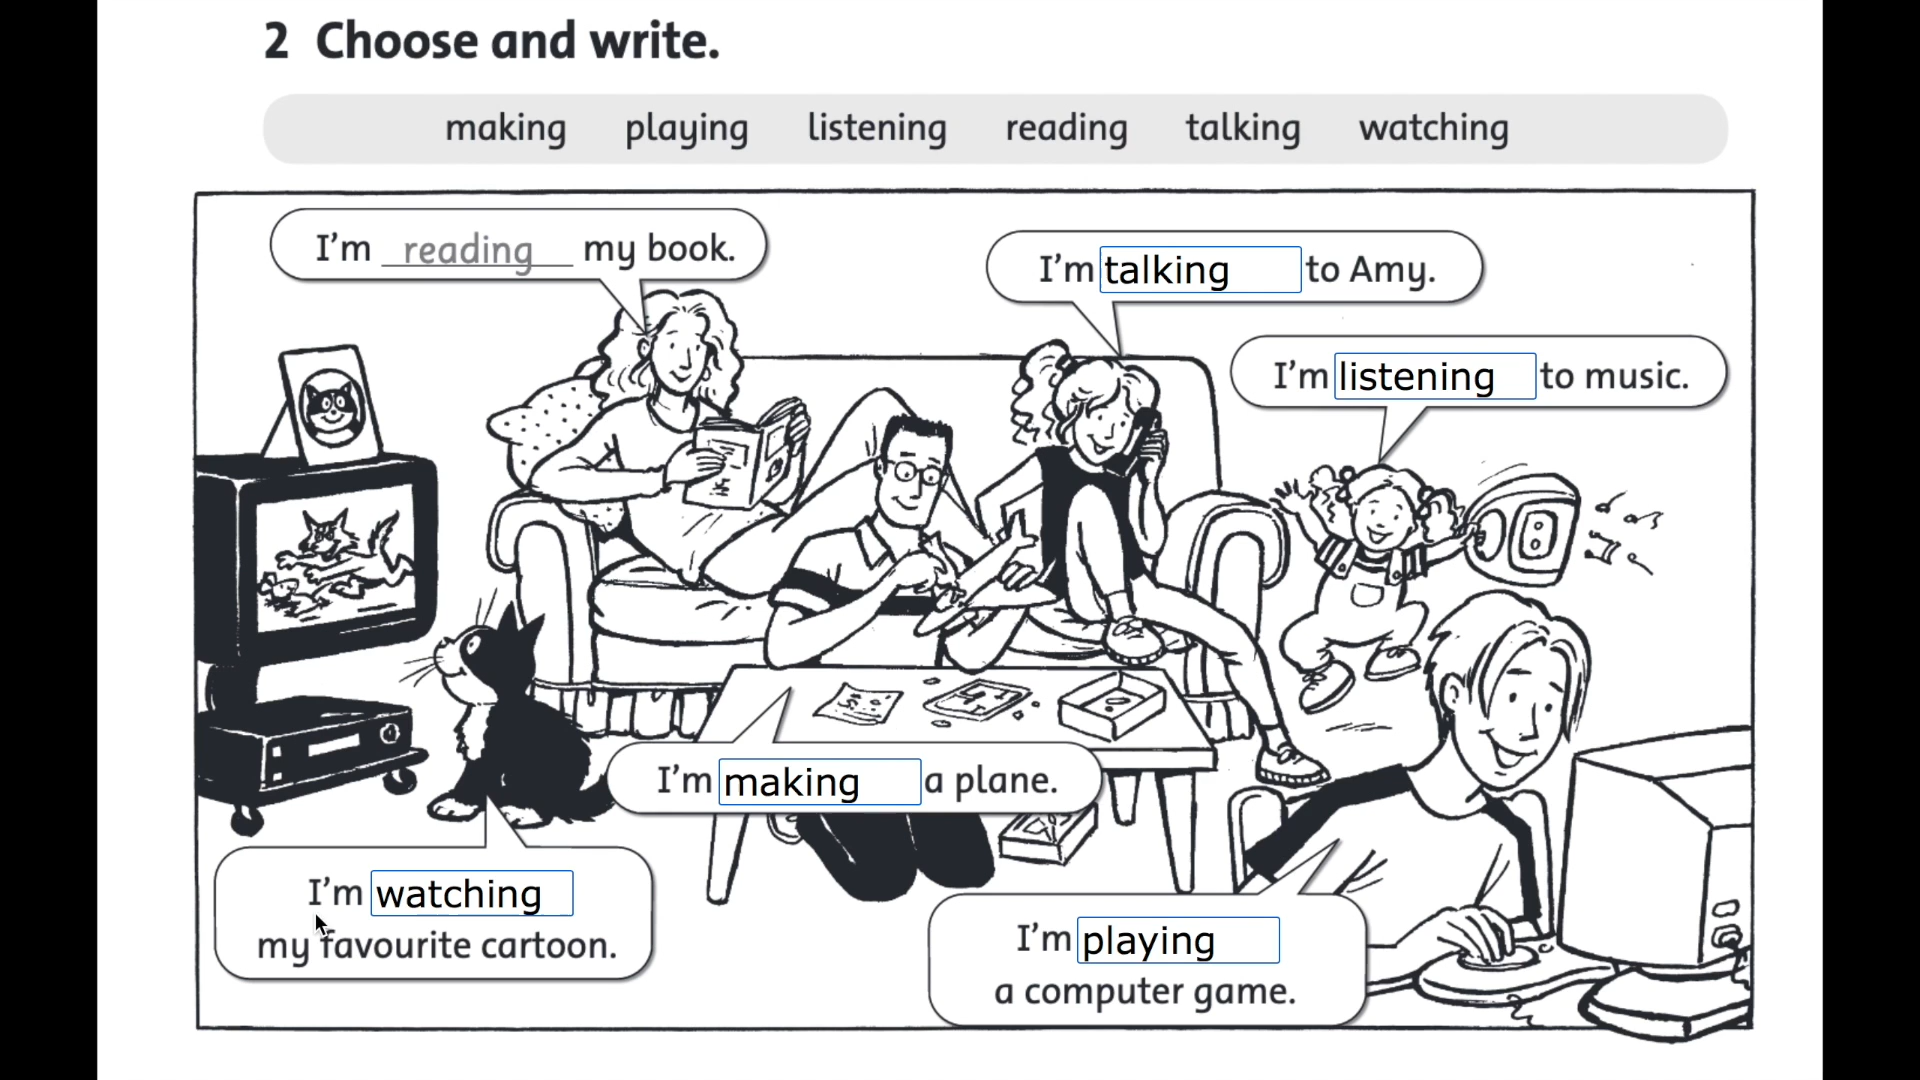 2 Choose and write.
making playing listening reading talking watching
I'm reading my book.
I'm talking to Amy.
I'm listening to music.
I'm making a plane.
I'm watching
my favourite cartoon.
I'm playing
a computer game.